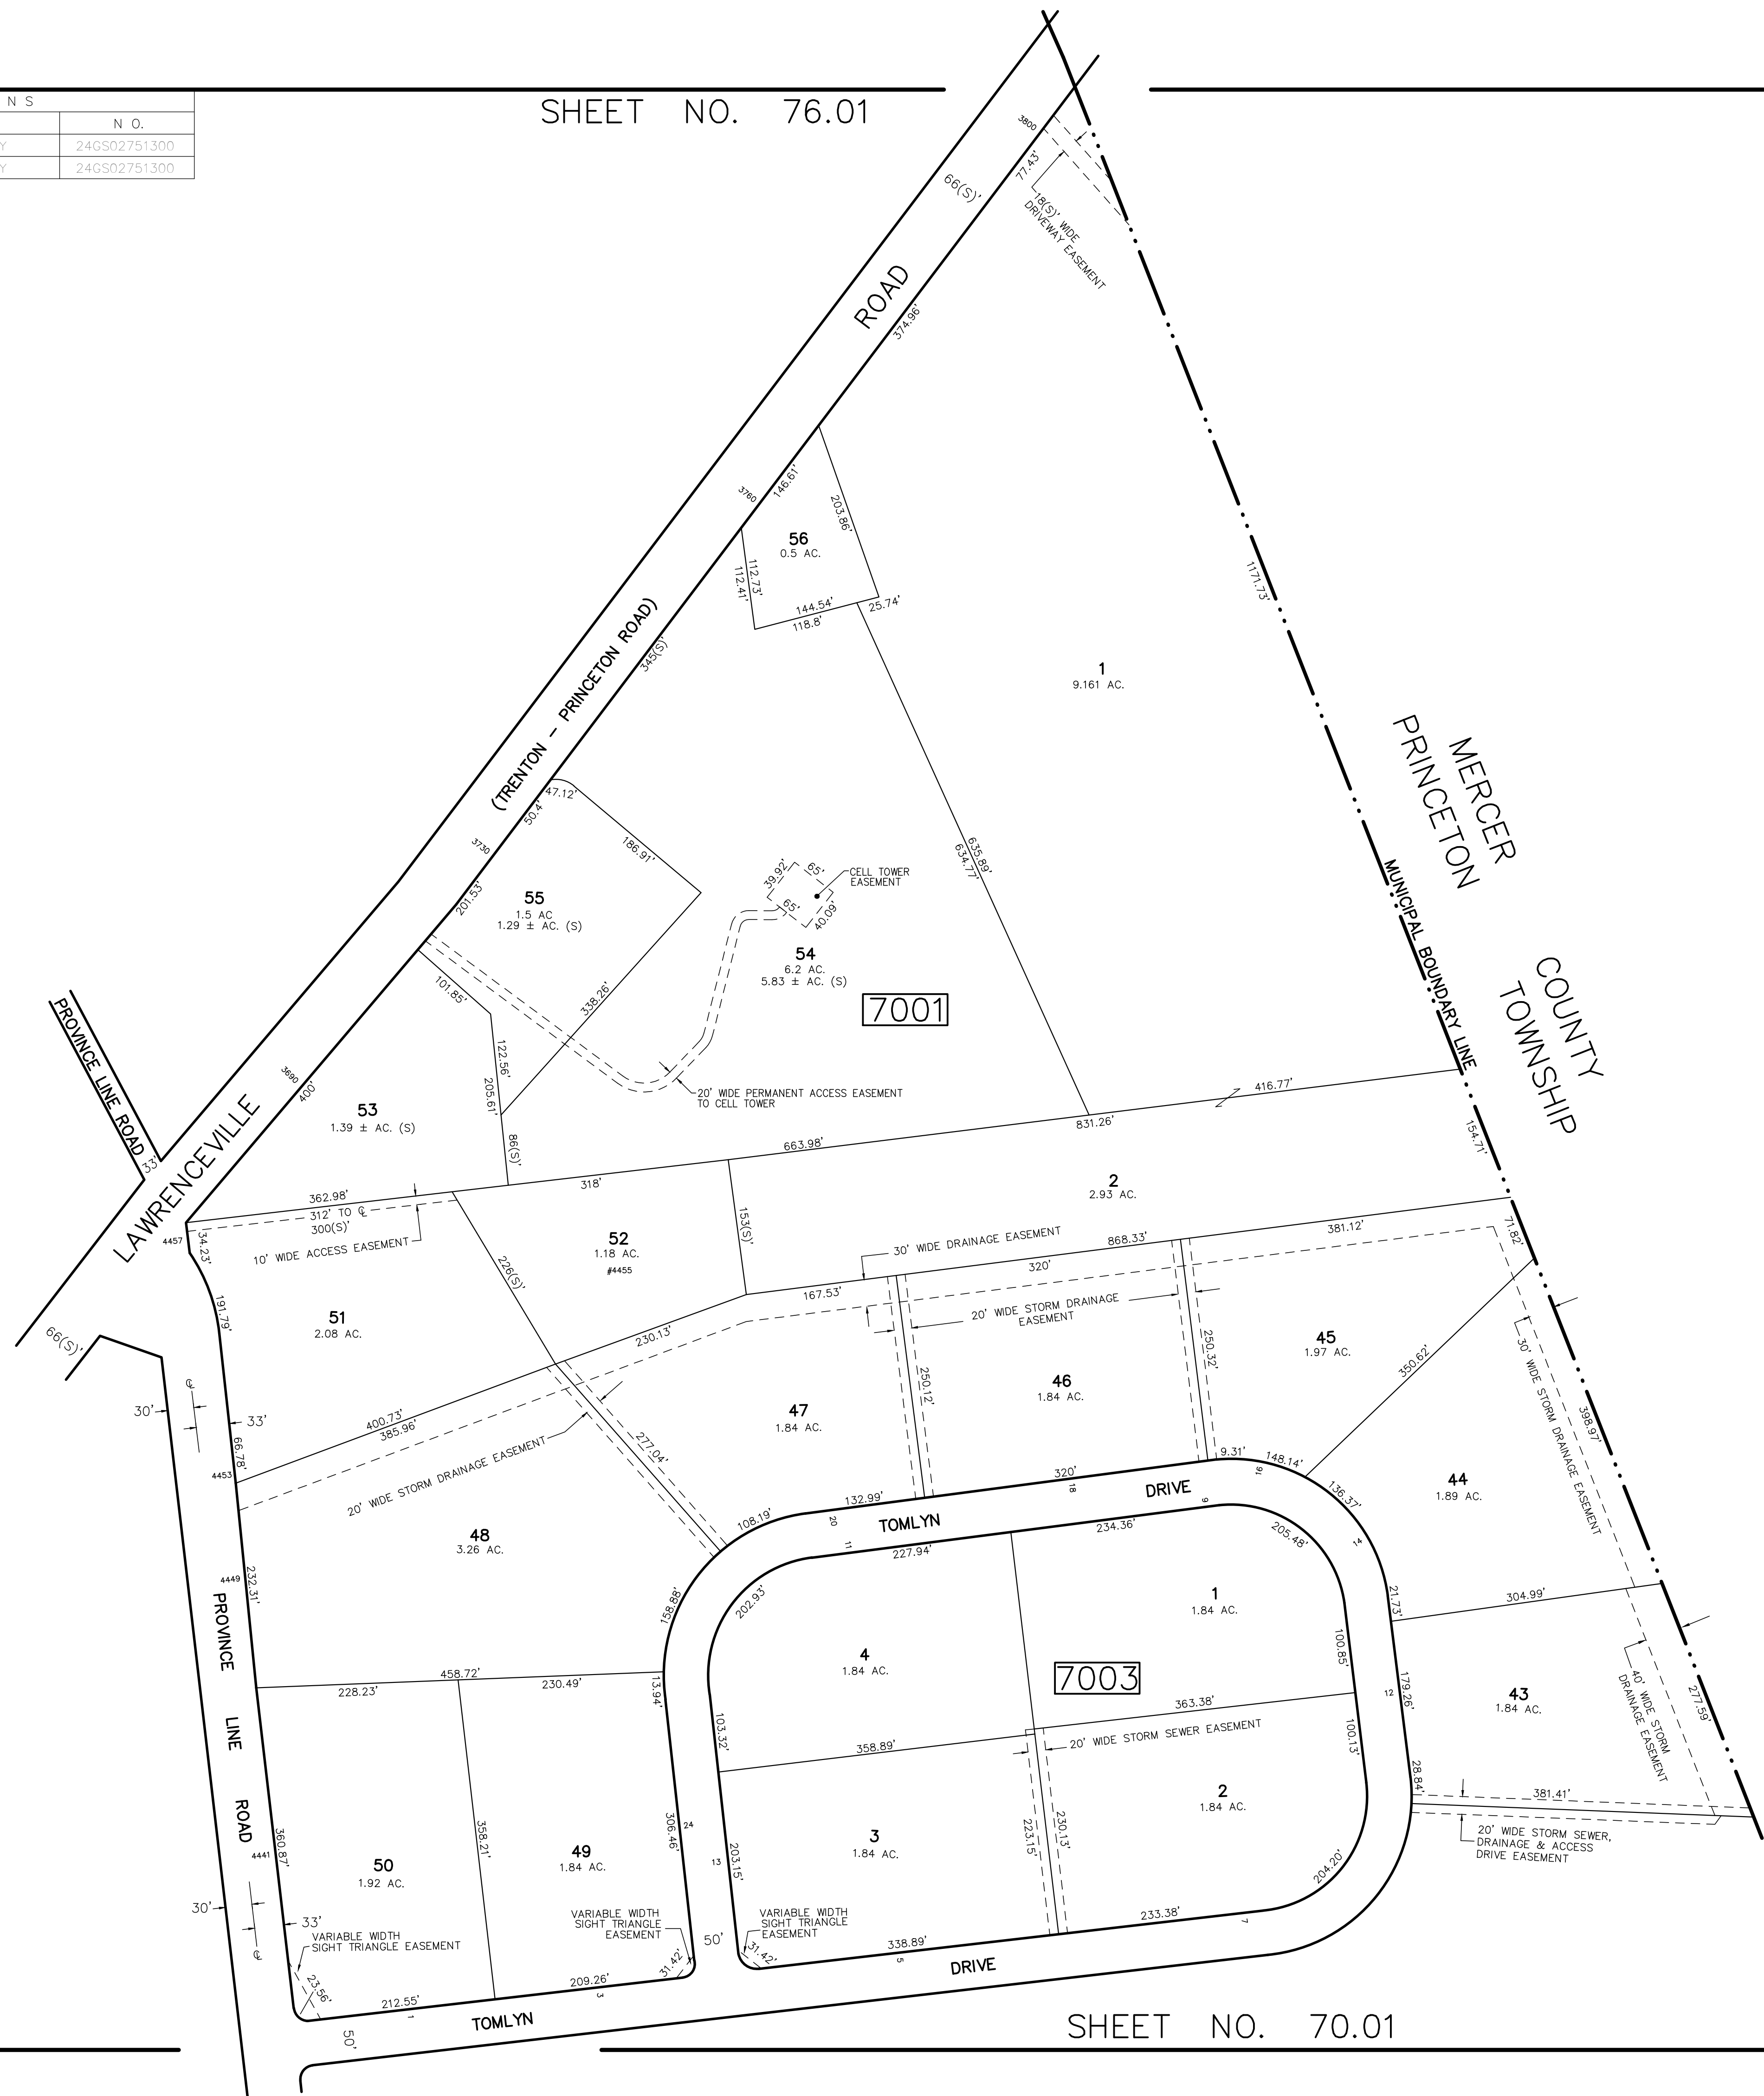 N S
N O.
Y 24GS02751300
Y 24GS02751300
SHEET NO. 76.01
3800
77.43'
66(S)'
18(S)' WIDE
DRIVEWAY EASEMENT
ROAD
374.96'
3760
146.61'
203.86'
56
0.5 AC.
112.73'
112.41'
144.54'
118.8'
25.74'
1171.73'
1
9.161 AC.
(TRENTON - PRINCETON ROAD)
345(S)'
MERCER
PRINCETON
47.12'
50.4'
3730
186.91'
635.89'
634.77'
201.53'
55
1.5 AC
1.29 ± AC. (S)
39.92'
65'
65'
40.09'
CELL TOWER
EASEMENT
MUNICIPAL BOUNDARY LINE
54
6.2 AC.
5.83 ± AC. (S)
7001
COUNTY
TOWNSHIP
101.85'
338.26'
PROVINCE LINE ROAD
33'
3690
400'
122.56'
205.61'
86(S)'
20' WIDE PERMANENT ACCESS EASEMENT
TO CELL TOWER
416.77'
831.26'
53
1.39 ± AC. (S)
LAWRENCEVILLE
663.98'
154.71'
362.98'
312' TO ℄
300(S)'
318'
2
2.93 AC.
4457
34.23'
10' WIDE ACCESS EASEMENT
153(S)'
52
1.18 AC.
#4455
226(S)'
30' WIDE DRAINAGE EASEMENT
868.33'
381.12'
320'
71.82'
191.79'
51
2.08 AC.
167.53'
20' WIDE STORM DRAINAGE
EASEMENT
66(S)'
230.13'
250.12'
250.32'
45
1.97 AC.
350.62'
30' WIDE STORM DRAINAGE EASEMENT
398.97'
46
1.84 AC.
47
1.84 AC.
℄
30'
33'
66.78'
400.73'
385.96'
4453
20' WIDE STORM DRAINAGE EASEMENT
277.04'
9.31'
148.14'
16
136.37'
44
1.89 AC.
320'
18
DRIVE
9
132.99'
20
TOMLYN
108.19'
11
227.94'
234.36'
205.48'
14
48
3.26 AC.
4449
232.31'
158.88'
202.93'
1
1.84 AC.
21.73'
304.99'
PROVINCE
LINE
ROAD
4
1.84 AC.
100.85'
7003
458.72'
228.23'
230.49'
13.94'
363.38'
12
179.26'
43
1.84 AC.
277.59'
40' WIDE STORM
DRAINAGE EASEMENT
103.32'
358.89'
20' WIDE STORM SEWER EASEMENT
100.13'
28.84'
381.41'
2
1.84 AC.
20' WIDE STORM SEWER,
DRAINAGE & ACCESS
DRIVE EASEMENT
4441
360.87'
358.21'
306.46'
24
13
203.15'
3
1.84 AC.
223.15'
230.13'
50
1.92 AC.
49
1.84 AC.
204.20'
30'
33'
℄
VARIABLE WIDTH
SIGHT TRIANGLE EASEMENT
VARIABLE WIDTH
SIGHT TRIANGLE
EASEMENT
VARIABLE WIDTH
SIGHT TRIANGLE
EASEMENT
50'
31.42'
31.42'
338.89'
5
233.38'
7
DRIVE
23.56'
212.55'
1
209.26'
3
TOMLYN
50'
SHEET NO. 70.01